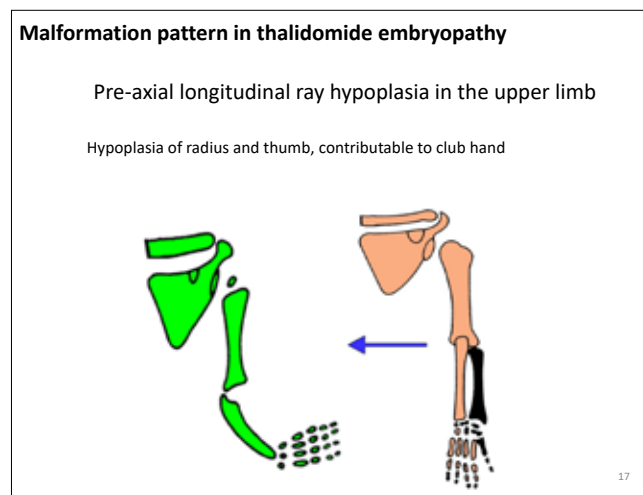 Malformation pattern in thalidomide embryopathy
Pre-axial longitudinal ray hypoplasia in the upper limb
Hypoplasia of radius and thumb, contributable to club hand
17